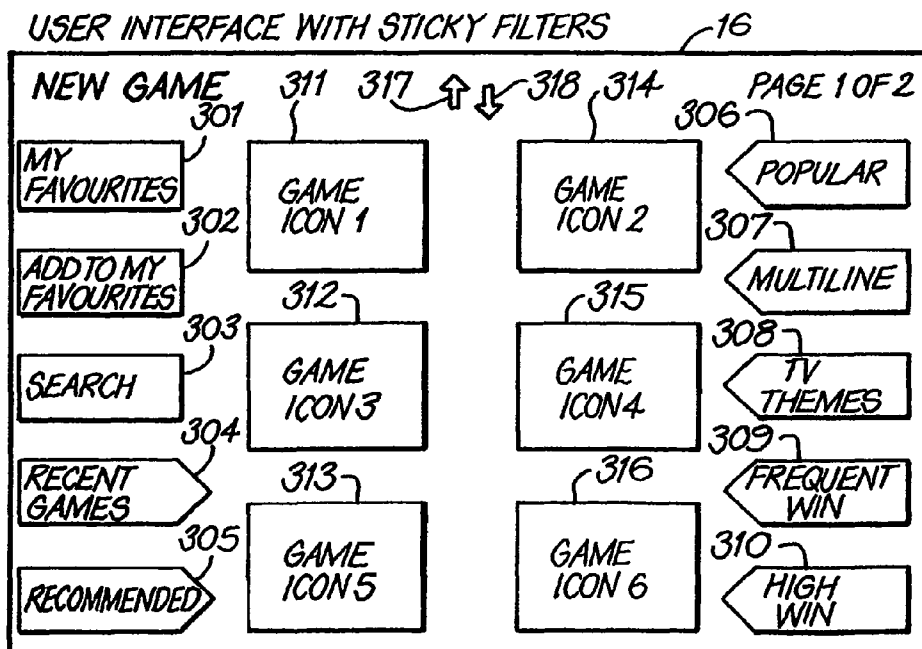 USER INTERFACE WITH STICKY FILTERS
16
NEW GAME
311
317
318
314
PAGE 1 OF 2
301
306
MY
FAVOURITES
GAME
ICON 1
GAME
ICON 2
POPULAR
302
307
ADD TO MY
FAVOURITES
MULTILINE
303
312
315
308
SEARCH
GAME
ICON 3
GAME
ICON 4
TV
THEMES
304
309
RECENT
GAMES
313
316
FREQUENT
WIN
305
310
RECOMMENDED
GAME
ICON 5
GAME
ICON 6
HIGH
WIN